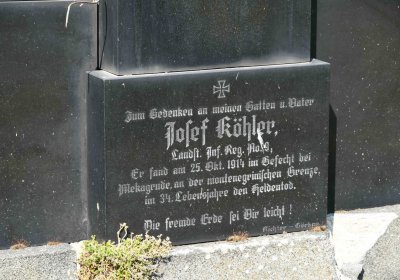 Zum Gedenken an meinen Gatten u. Vater
Josef Köhler,
Landst. Inf. Reg. No.
Er fand am 25. Okt. 1914 im Gefecht bei
Mekagrude, an der montenegrinischen Grenze,
im 34. Lebensjahre den Heldentod.
Die fremde Erde sei Dir leicht!